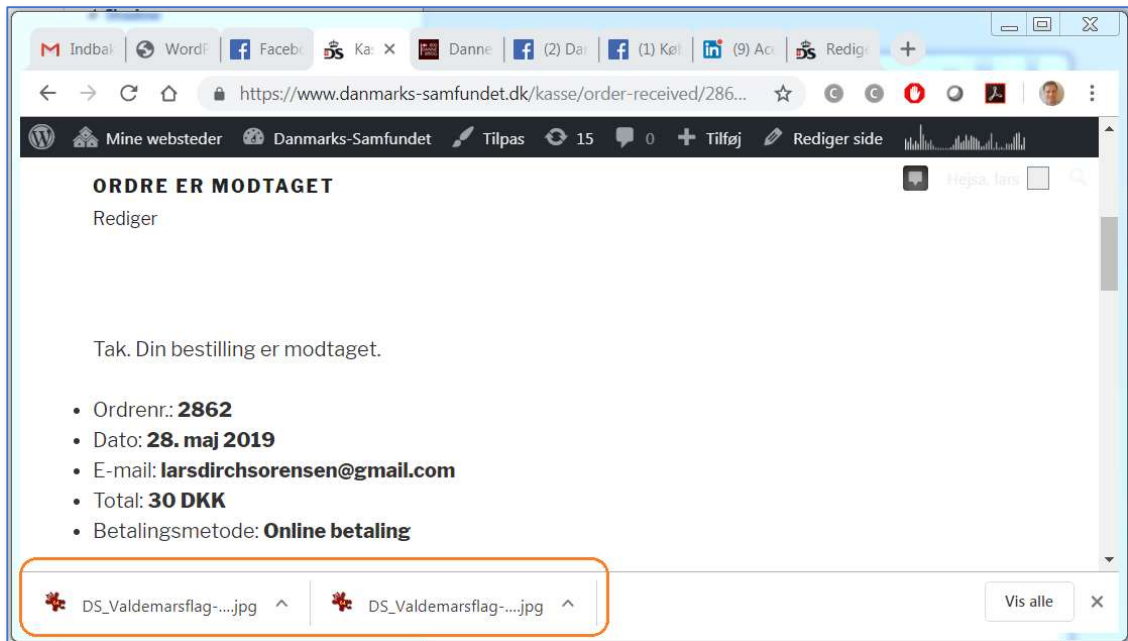 Indbak WordP Facebo Ka: Danne (2) Dar (1) Køb (9) Acc Redige
https://www.danmarks-samfundet.dk/kasse/order-received/286...
Mine websteder Danmarks-Samfundet Tilpas 15 0 Tilføj Rediger side
ORDRE ER MODTAGET
Hejsa, lars
Rediger
Tak. Din bestilling er modtaget.
• Ordrenr.: 2862
• Dato: 28. maj 2019
• E-mail: larsdirchsorensen@gmail.com
• Total: 30 DKK
• Betalingsmetode: Online betaling
DS_Valdemarsflag-....jpg DS_Valdemarsflag-....jpg Vis alle